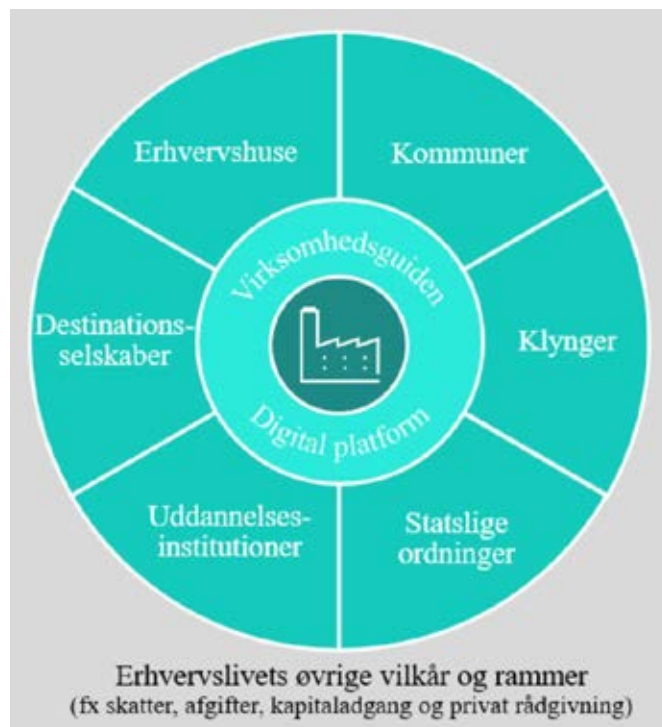 Erhvervshuse
Kommuner
Virksomhedsguiden
Destinations-
selskaber
Klynger
Digital platform
Uddannelses-
institutioner
Statslige
ordninger
Erhvervslivets øvrige vilkår og rammer
(fx skatter, afgifter, kapitaladgang og privat rådgivning)